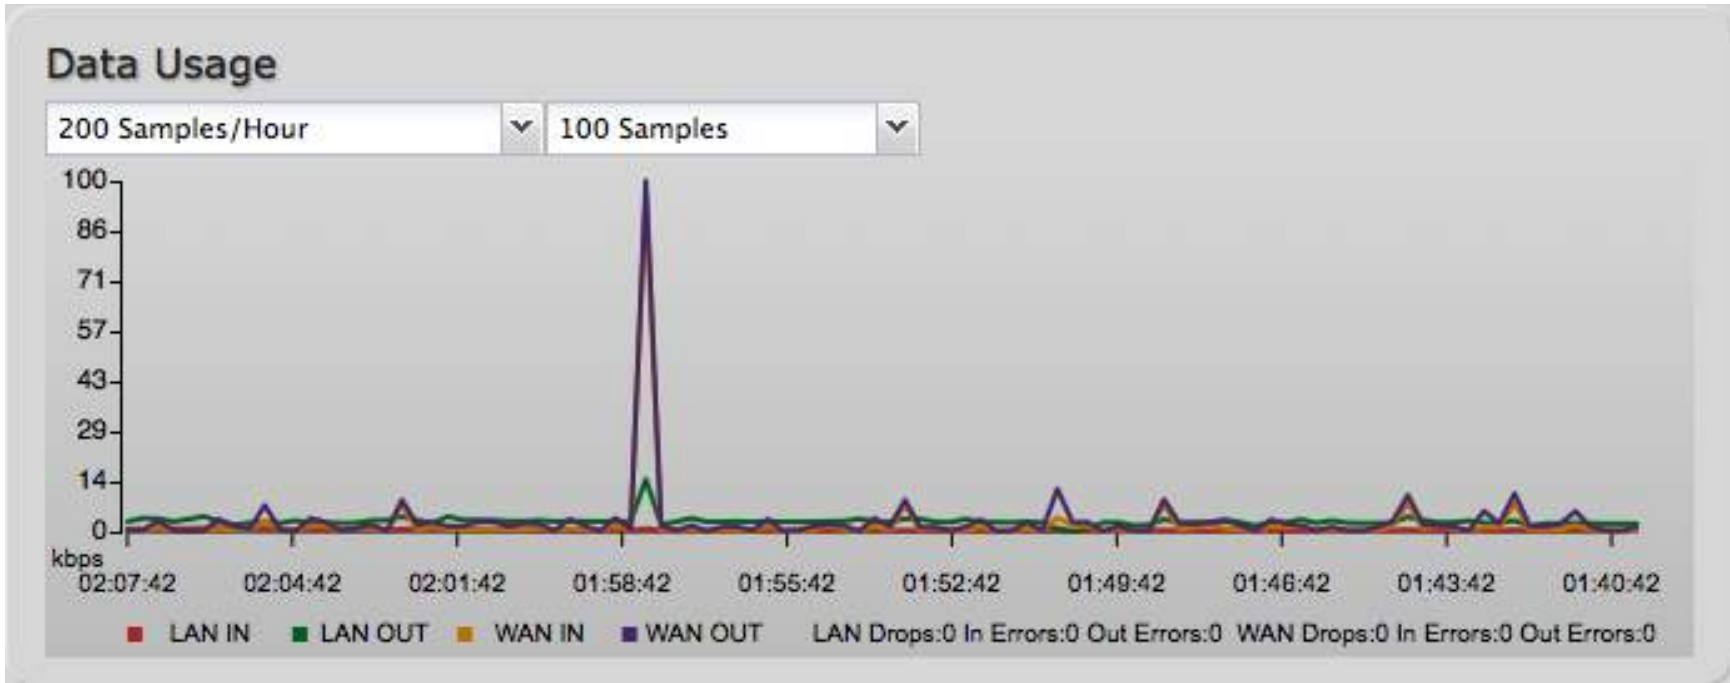 Data Usage
200 Samples/Hour 100 Samples
100
86
71
57
43
29
14
0
kbps
02:07:42 02:04:42 02:01:42 01:58:42 01:55:42 01:52:42 01:49:42 01:46:42 01:43:42 01:40:42
LAN IN LAN OUT WAN IN WAN OUT LAN Drops:0 In Errors:0 Out Errors:0 WAN Drops:0 In Errors:0 Out Errors:0